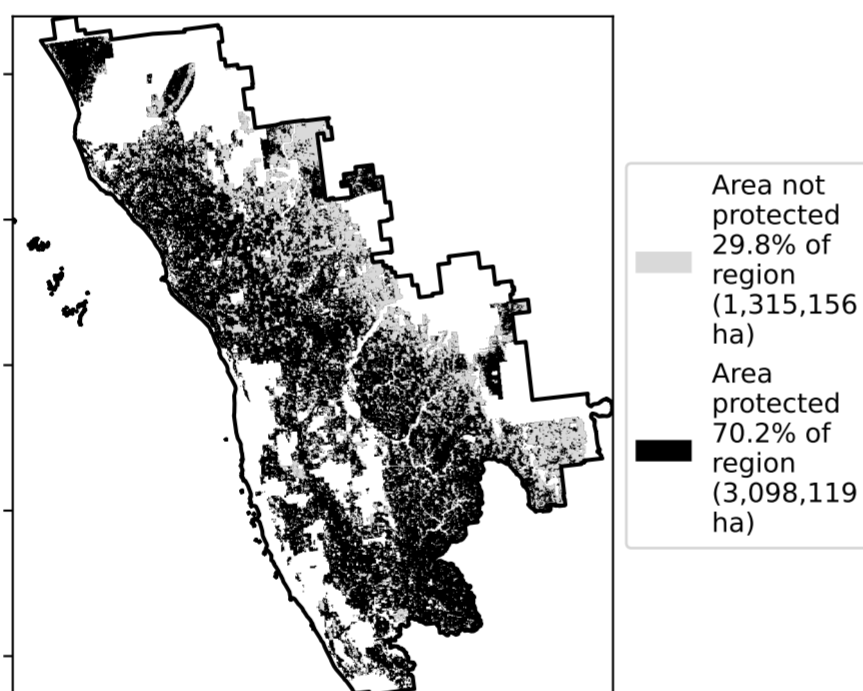 Area not
protected
29.8% of
region
(1,315,156
ha)
Area
protected
70.2% of
region
(3,098,119
ha)